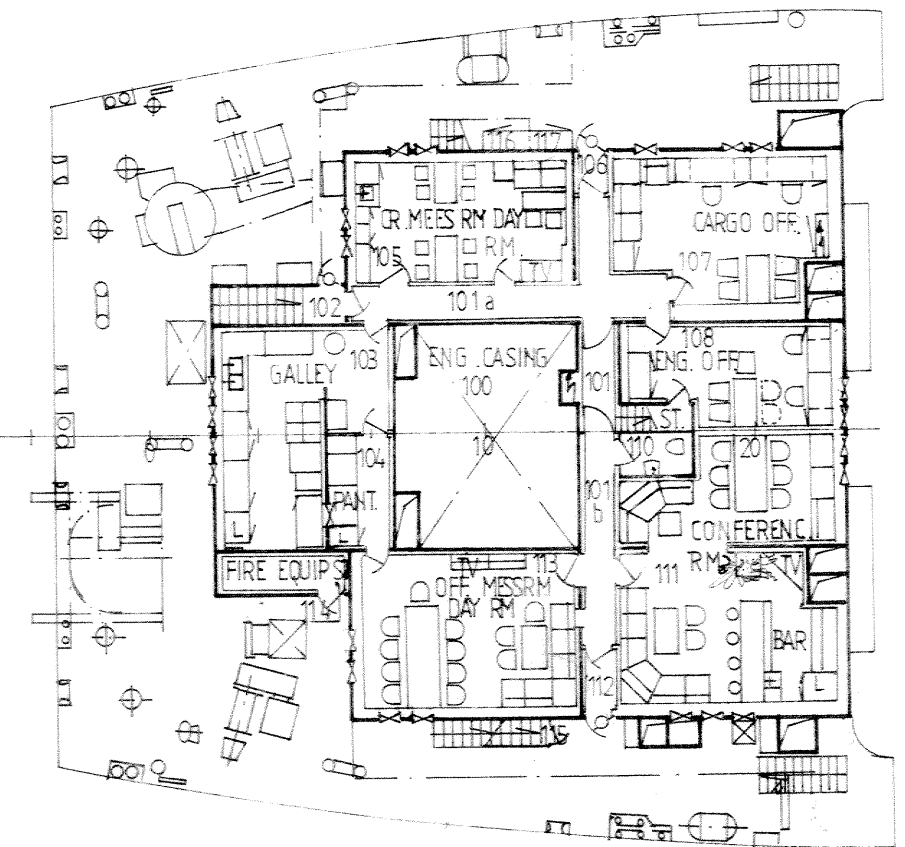 116 117
106
CR.MEES RM DAY
RM
CARGO OFF.
105
TV
107
102
101a
103
108
GALLEY
ENG .CASING
100
101
ENG. OFF.
ST.
10
110
20
104
PANT.
101
b
CONFERENC.
L
RM
TV
FIRE EQUIPS
TV
113
111
OFF. MESSRM
DAY RM
114
BAR
112
L
115